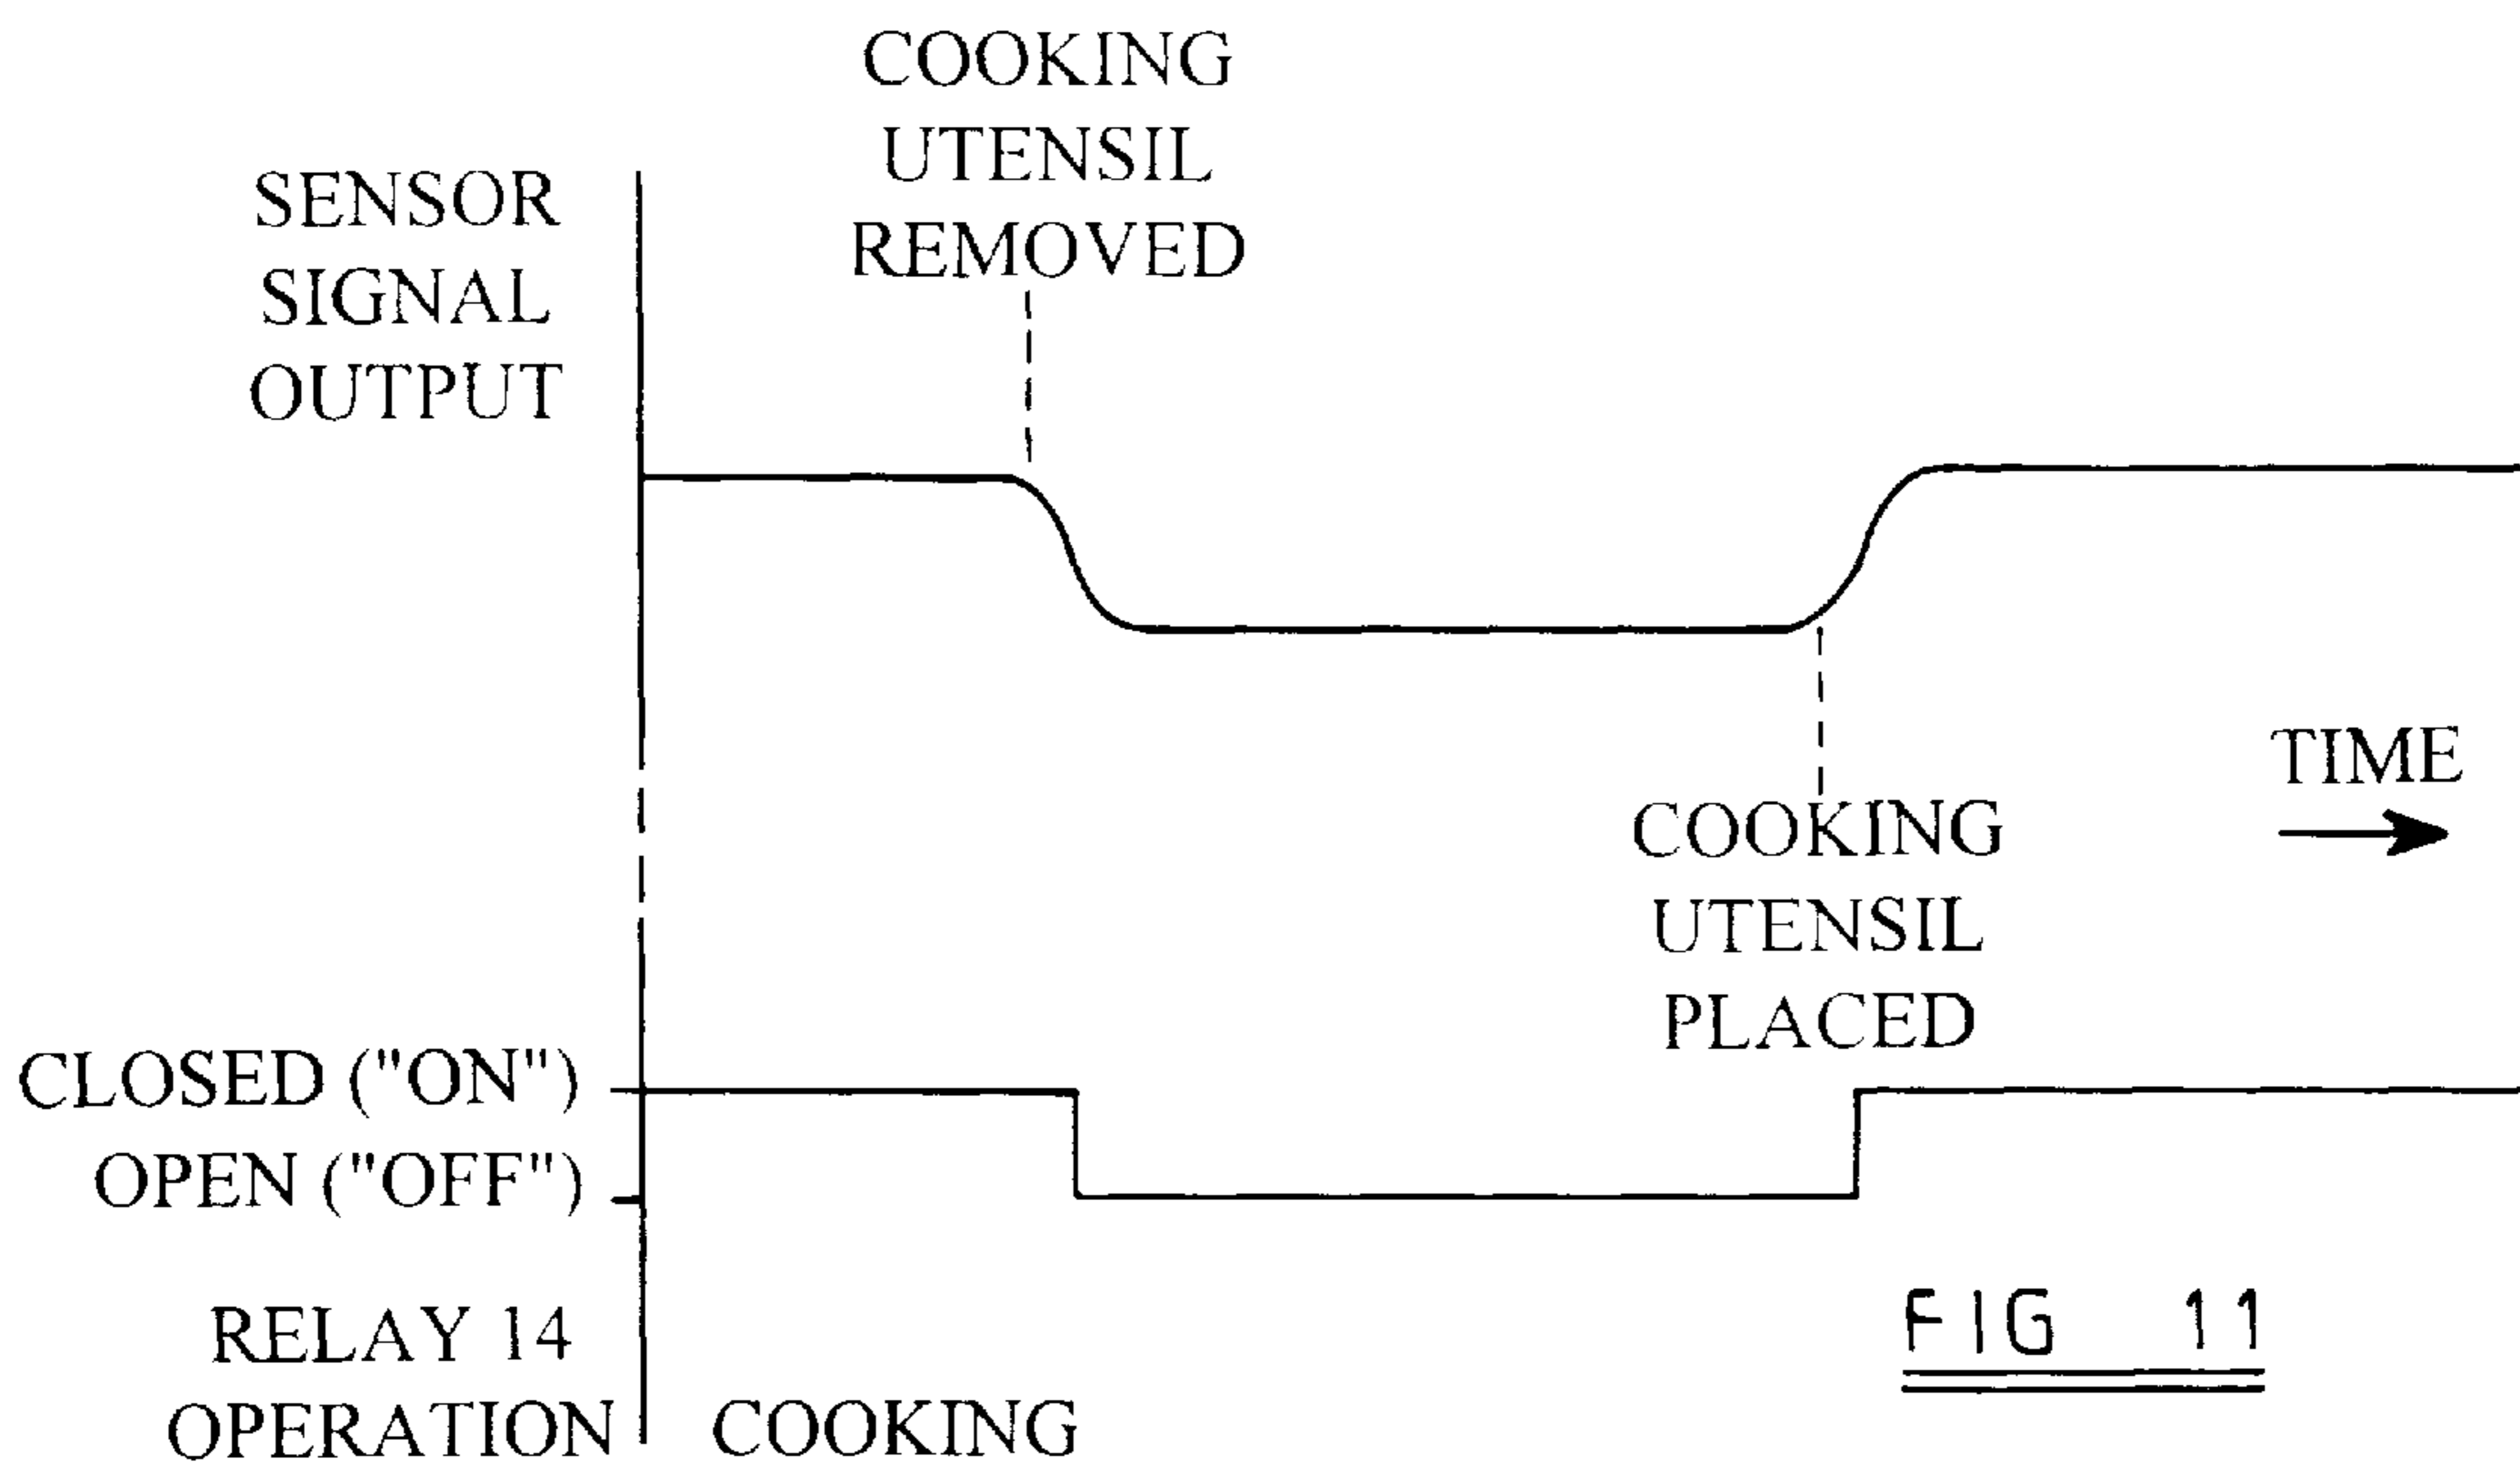 COOKING
UTENSIL
REMOVED
SENSOR
SIGNAL
OUTPUT
TIME
COOKING
UTENSIL
PLACED
CLOSED ("ON")
OPEN ("OFF")
RELAY 14
OPERATION
COOKING
FIG 11